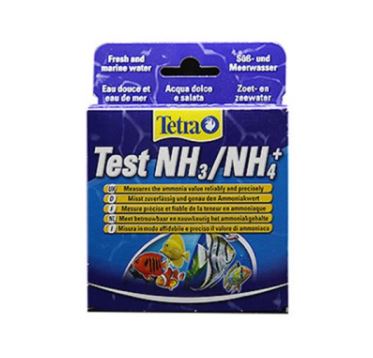 Fresh and
marine water
Süß- und
Meerwasser
Eau douce et
eau de mer
Acqua dolce
e salata
Zoet- en
zeewater
Tetra
Test NH3/NH4+
UK Measures the ammonia value reliably and precisely
D Misst zuverlässig und genau den Ammoniakwert
F Mesure précise et fiable de la teneur en ammoniaque
NL Meet betrouwbaar en nauwkeurig het ammoniakgehalte
I Misura in modo affidabile e preciso il valore di ammoniaca